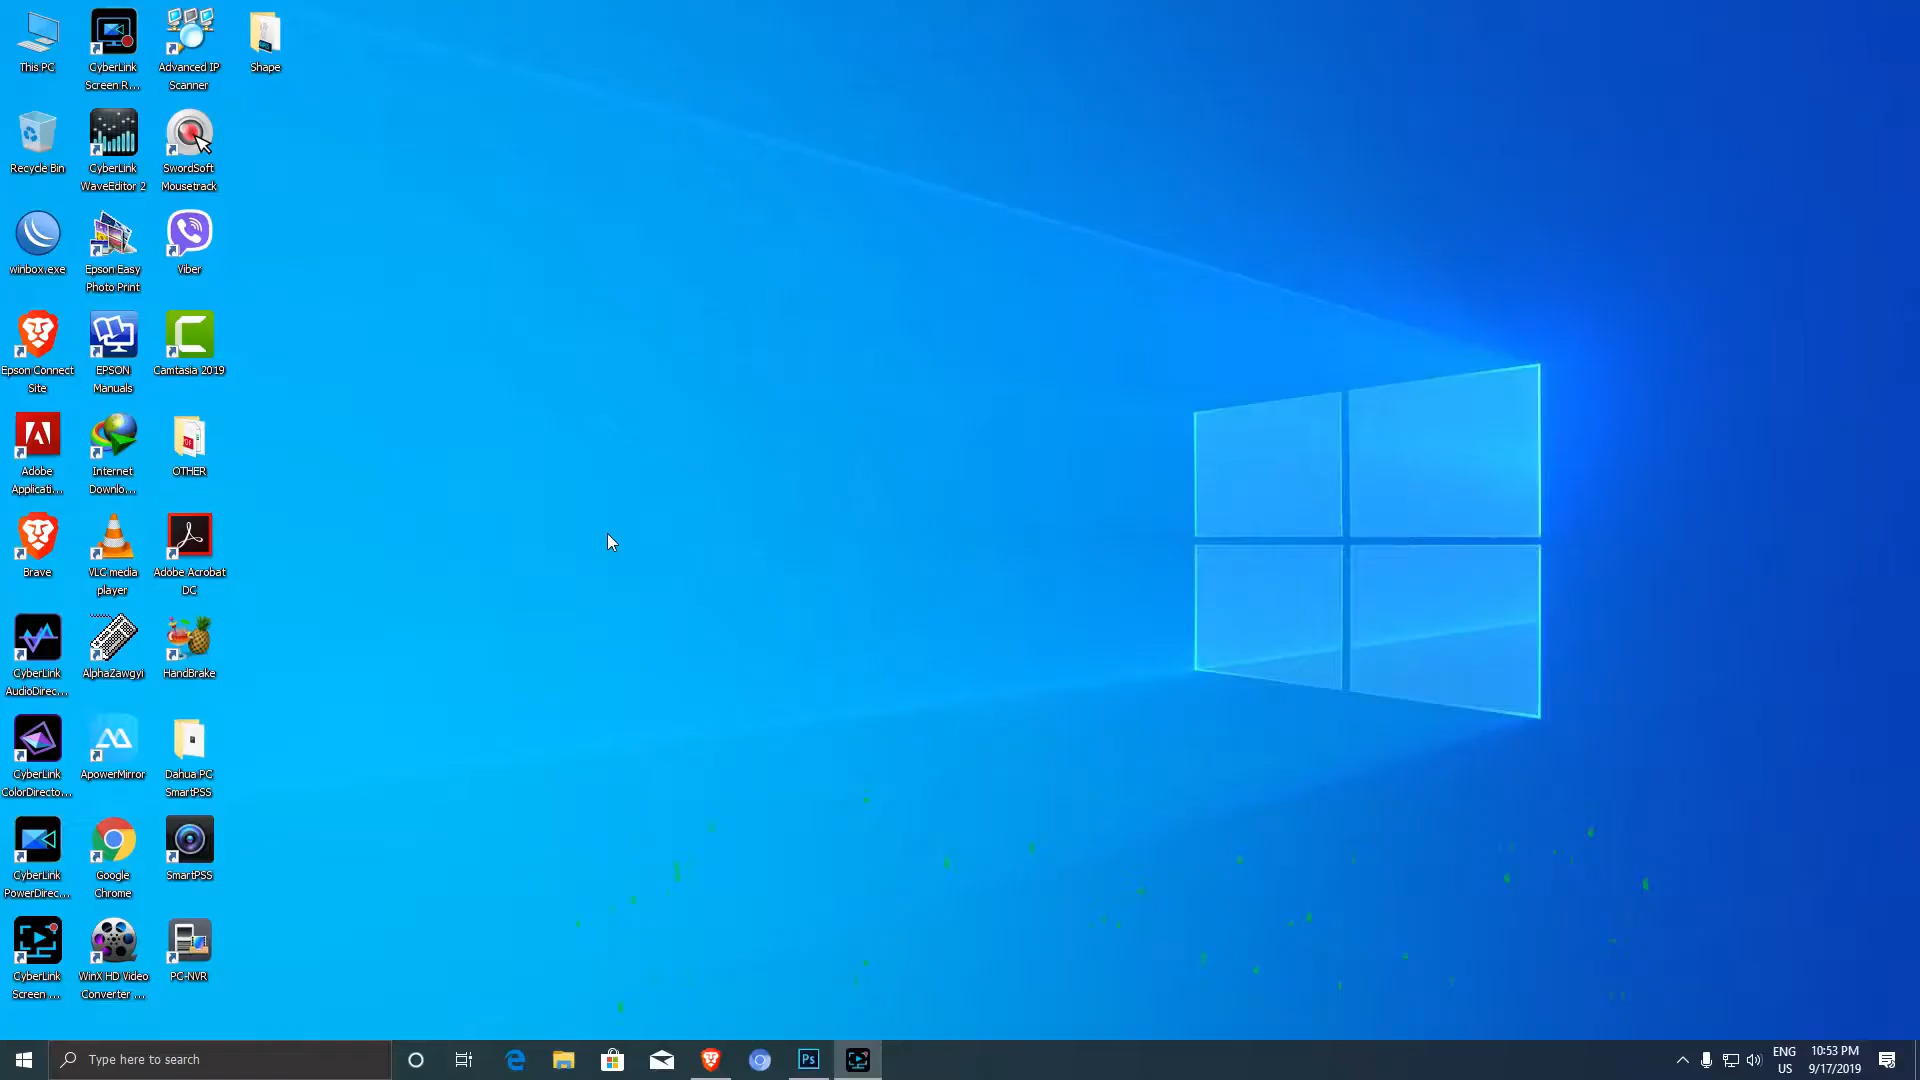 This PC
CyberLink
Screen R...
Advanced IP
Scanner
Shape
Recycle Bin
CyberLink
WaveEditor 2
SwordSoft
Mousetrack
winbox.exe
Epson Easy
Photo Print
Viber
Epson Connect
Site
EPSON
Manuals
Camtasia 2019
Adobe
Applicati...
Internet
Downlo...
OTHER
Brave
VLC media
player
Adobe Acrobat
DC
CyberLink
AudioDirec...
AlphaZawgyi
HandBrake
CyberLink
ColorDirecto...
ApowerMirror
Dahua PC
SmartPSS
CyberLink
PowerDirec...
Google
Chrome
SmartPSS
CyberLink
Screen ...
WinX HD Video
Converter ...
PC-NVR
Type here to search
Ps
ENG
US
10:53 PM
9/17/2019